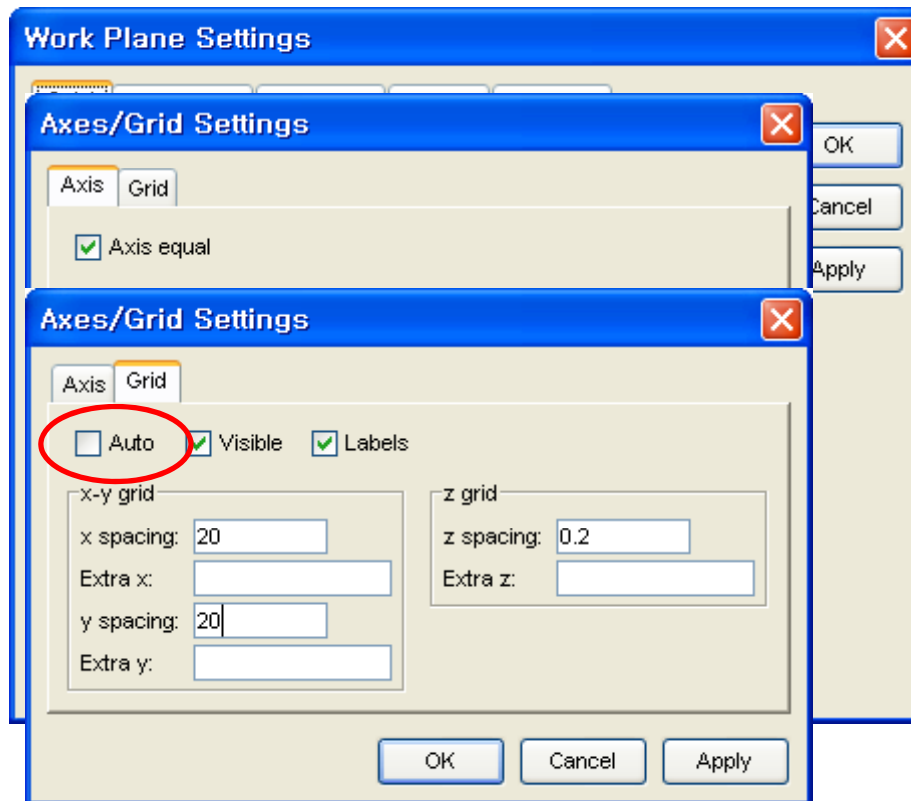 Work Plane Settings
Axes/Grid Settings
OK
Axis Grid
Cancel
Axis equal
Apply
Axes/Grid Settings
Axis Grid
Auto Visible Labels
x-y grid z grid
x spacing: 20 z spacing: 0.2
Extra x: Extra z:
y spacing: 20
Extra y:
OK Cancel Apply